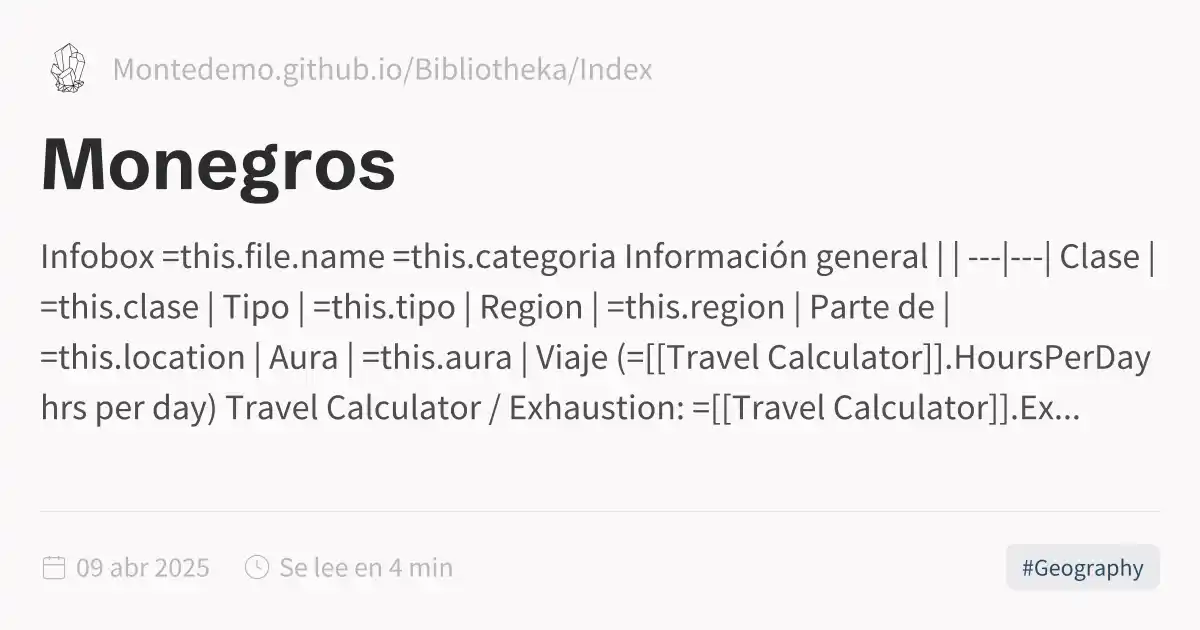 Montedemo.github.io/Bibliotheka/Index
Monegros
Infobox =this.file.name =this.categoria Información general | | ---|---| Clase |
=this.clase | Tipo | =this.tipo | Region | =this.region | Parte de |
=this.location | Aura | =this.aura | Viaje (=[[Travel Calculator]].HoursPerDay
hrs per day) Travel Calculator / Exhaustion: =[[Travel Calculator]].Ex...
09 abr 2025
Se lee en 4 min
#Geography